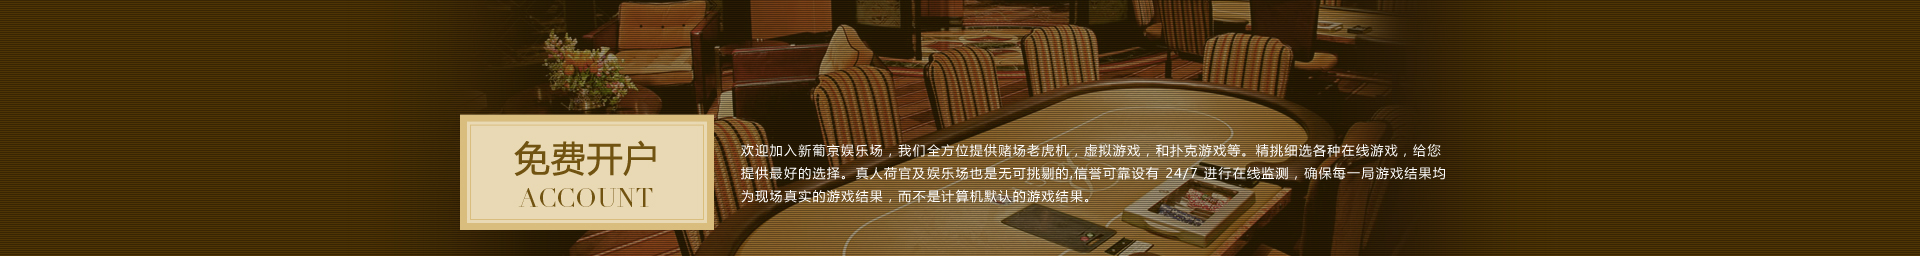 免费开户
ACCOUNT
欢迎加入新葡京娱乐场，我们全方位提供赌场老虎机，虚拟游戏，和扑克游戏等。精挑细选各种在线游戏，给您
提供最好的选择。真人荷官及娱乐场也是无可挑剔的,信誉可靠设有 24/7 进行在线监测，确保每一局游戏结果均
为现场真实的游戏结果，而不是计算机默认的游戏结果。